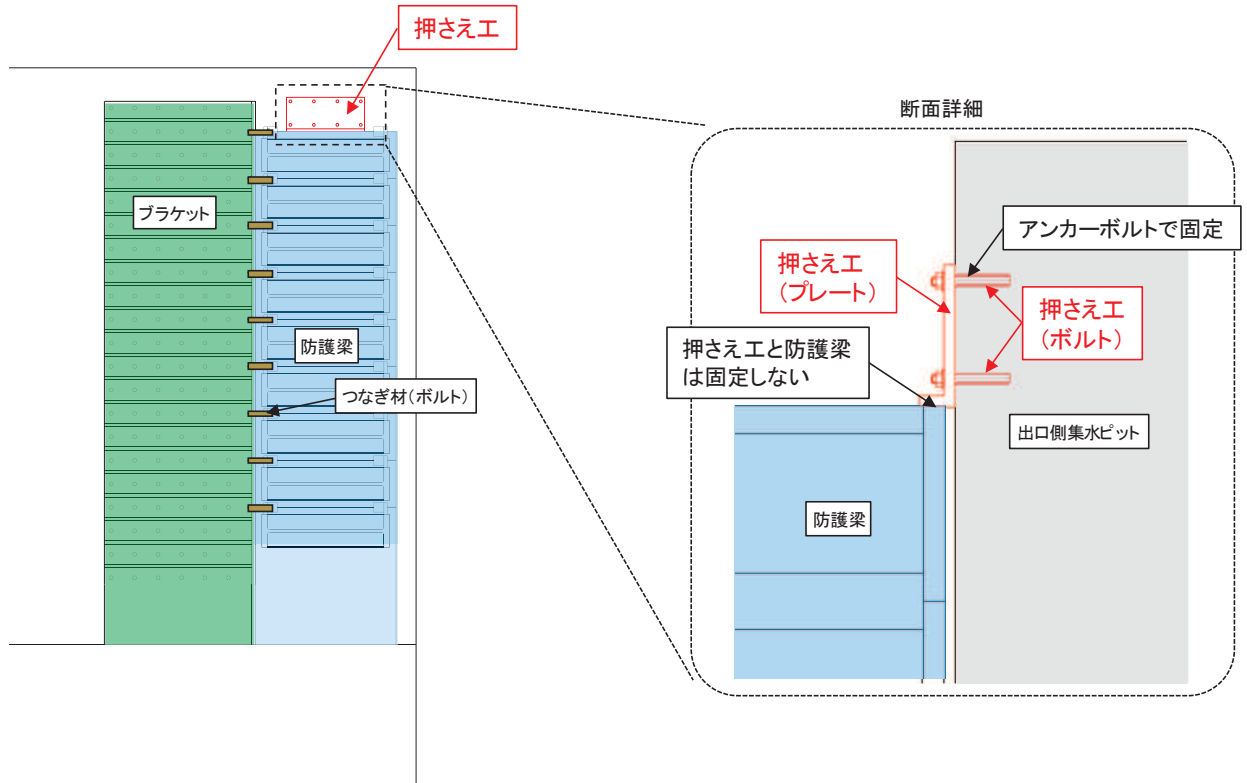 押さえ工
ブラケット
防護梁
つなぎ材(ボルト)
断面詳細
アンカーボルトで固定
押さえ工
(プレート)
押さえ工
(ボルト)
押さえ工と防護梁
は固定しない
出口側集水ピット
防護梁